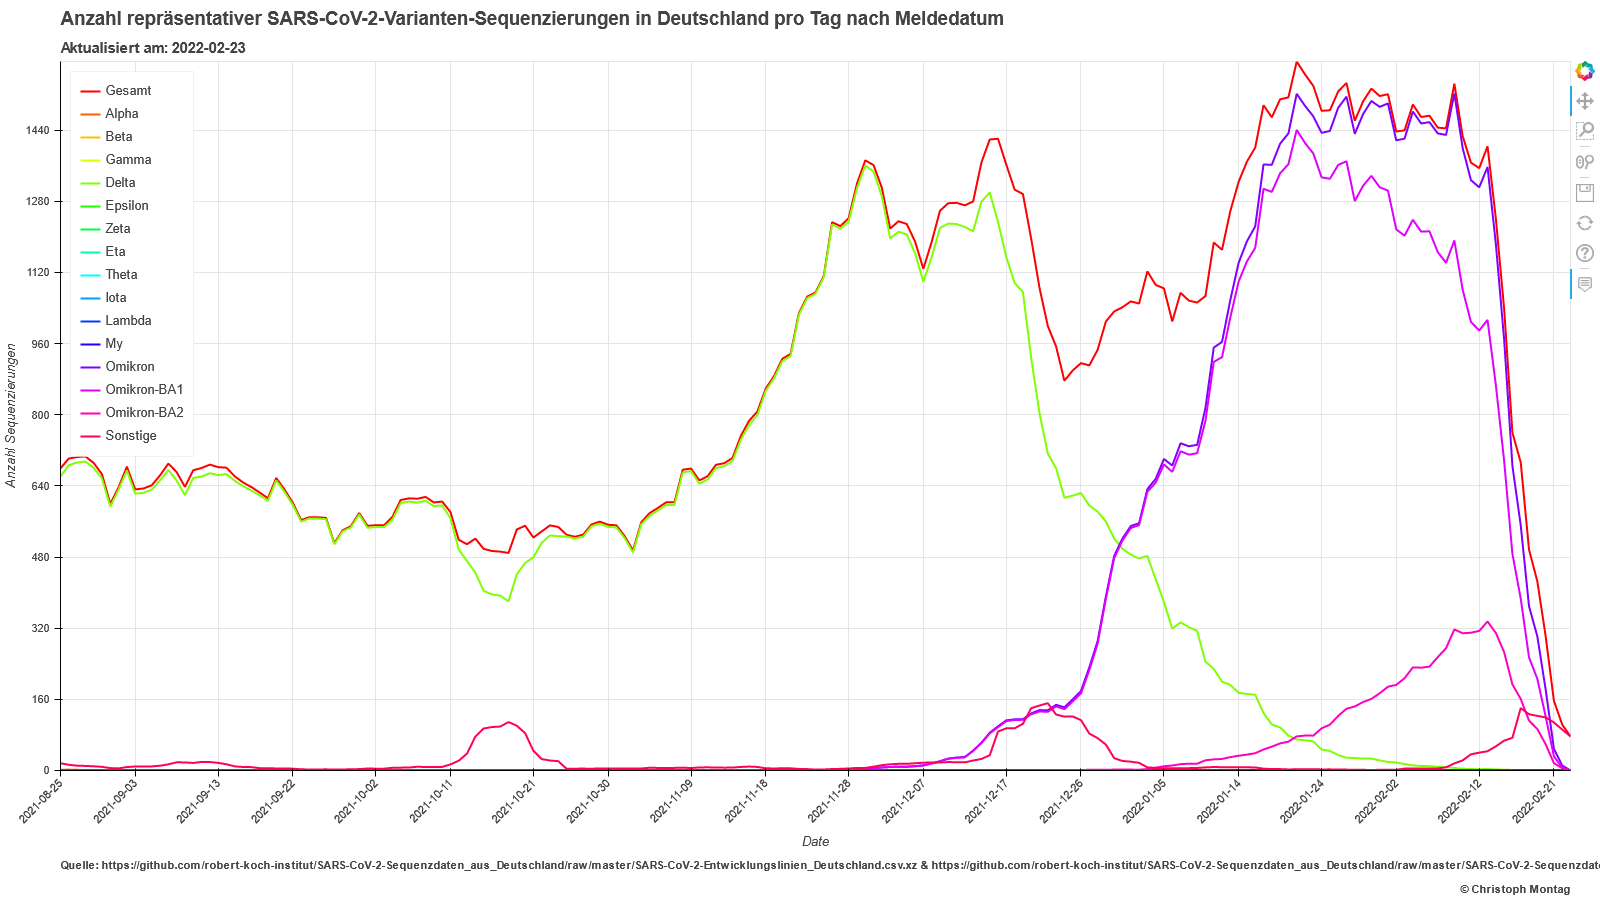 Anzahl repräsentativer SARS-CoV-2-Varianten-Sequenzierungen in Deutschland pro Tag nach Meldedatum
Aktualisiert am: 2022-02-23
Gesamt
Alpha
Beta
Gamma
Delta
Epsilon
Zeta
Eta
Theta
Iota
Lambda
My
Omikron
Omikron-BA1
Omikron-BA2
Sonstige
Anzahl Sequenzierungen
1440
1280
1120
960
800
640
480
320
160
0
2021-08-25
2021-09-03
2021-09-13
2021-09-22
2021-10-02
2021-10-11
2021-10-21
2021-10-30
2021-11-09
2021-11-18
2021-11-28
2021-12-07
2021-12-17
2021-12-26
2022-01-05
2022-01-14
2022-01-24
2022-02-02
2022-02-12
2022-02-21
Date
Quelle: https://github.com/robert-koch-institut/SARS-CoV-2-Sequenzdaten_aus_Deutschland/raw/master/SARS-CoV-2-Entwicklungslinien_Deutschland.csv.xz & https://github.com/robert-koch-institut/SARS-CoV-2-Sequenzdaten_aus_Deutschland/raw/master/SARS-CoV-2-Sequenzdate
© Christoph Montag